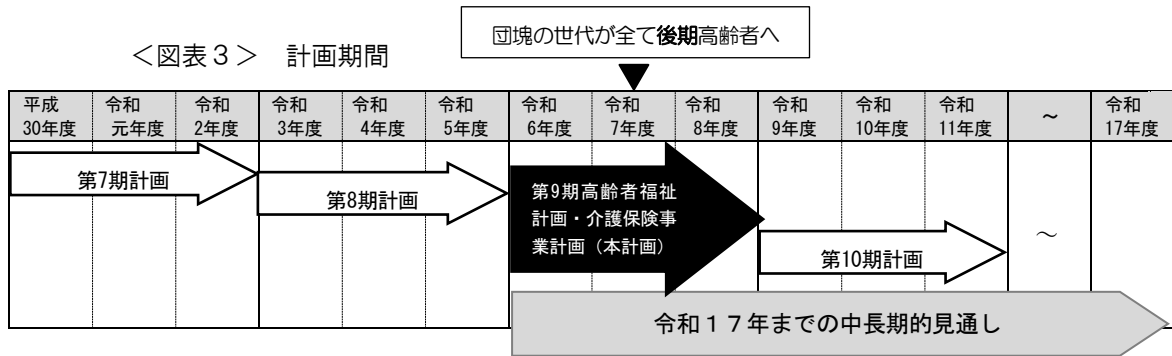 団塊の世代が全て後期高齢者へ
＜図表３＞　計画期間
平成 令和 令和 令和 令和 令和 令和 令和 令和 令和 令和 令和 ～ 令和
30年度 元年度 2年度 3年度 4年度 5年度 6年度 7年度 8年度 9年度 10年度 11年度 17年度
第7期計画
第8期計画
第9期高齢者福祉
計画・介護保険事
業計画（本計画）
第10期計画
～
令和１７年までの中長期的見通し